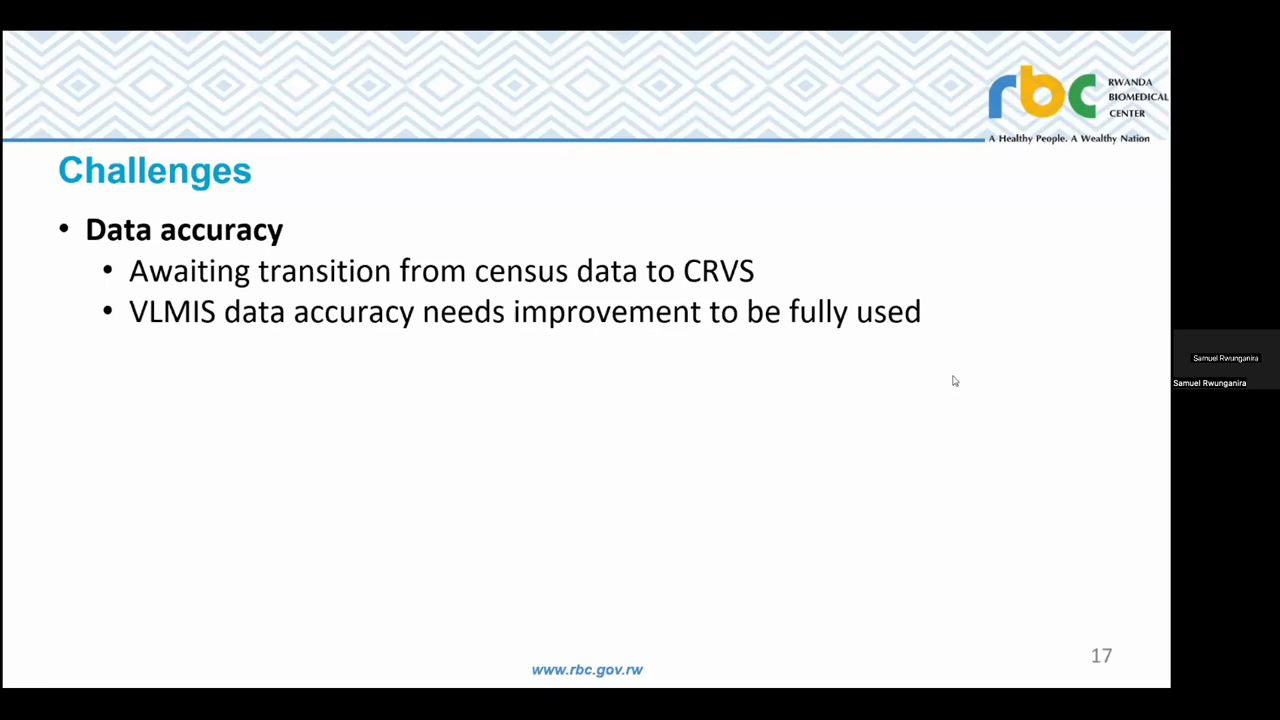 rbc
RWANDA
BIOMEDICAL
CENTER
A Healthy People. A Wealthy Nation
Challenges
• Data accuracy
• Awaiting transition from census data to CRVS
• VLMIS data accuracy needs improvement to be fully used
Samuel Rwunganira
Samuel Rwunganira
www.rbc.gov.rw
17